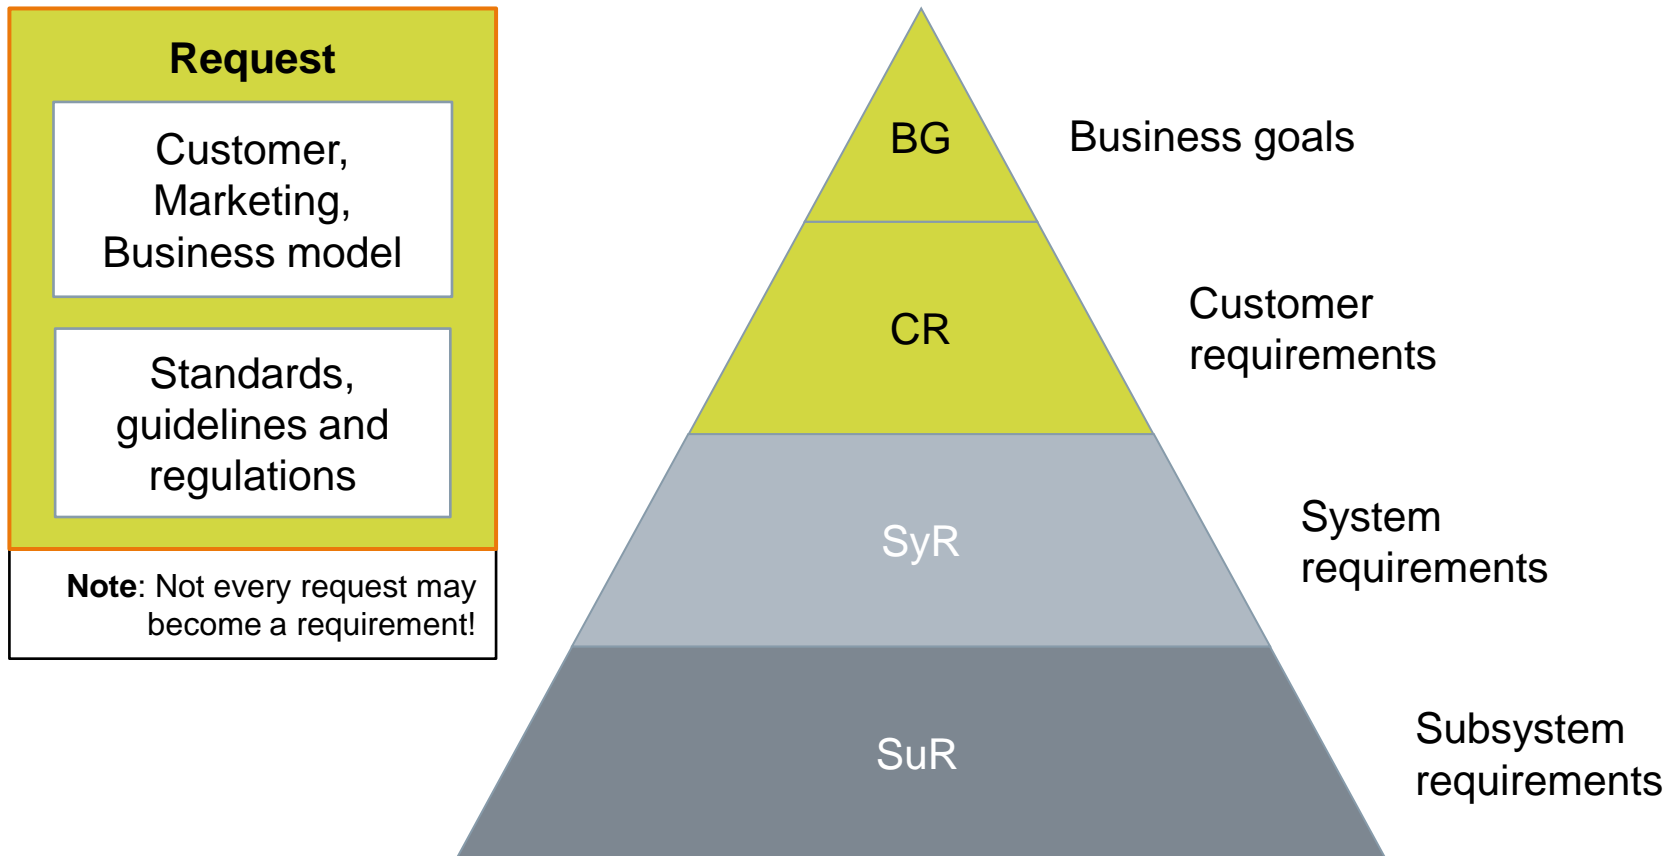 Request
Customer,
Marketing,
Business model
Standards,
guidelines and
regulations
Note: Not every request may
become a requirement!
BG
Business goals
CR
Customer
requirements
SyR
System
requirements
SuR
Subsystem
requirements